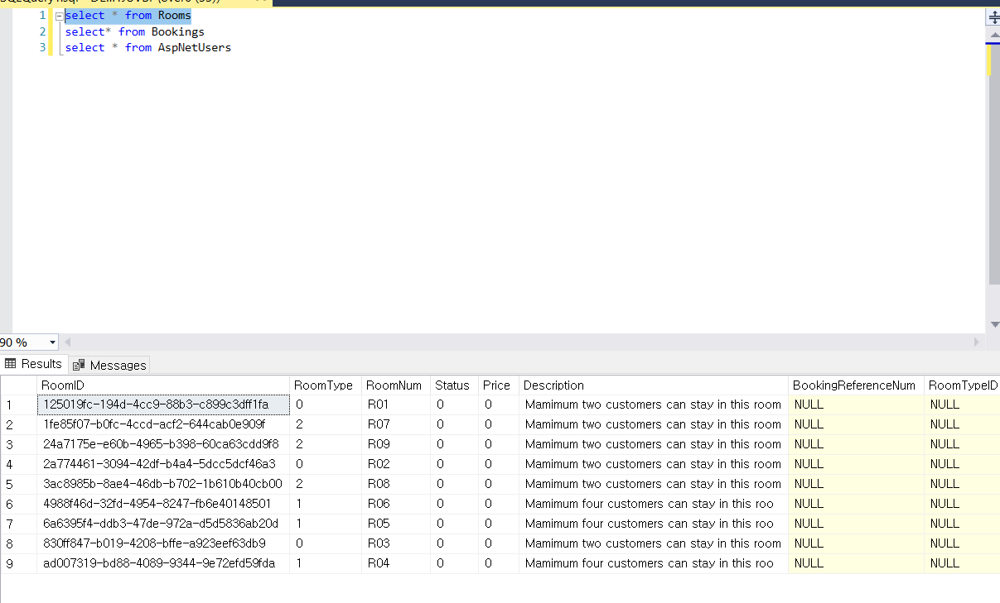 1 select * from Rooms
2 select* from Bookings
3 select * from AspNetUsers
90 %
Results Messages
RoomID RoomType RoomNum Status Price Description BookingReferenceNum RoomTypeID
1 125019fc-194d-4cc9-88b3-c899c3dff1fa 0 R01 0 0 Mamimum two customers can stay in this room NULL NULL
2 1fe85f07-b0fc-4ccd-acf2-644cab0e909f 2 R07 0 0 Mamimum two customers can stay in this room NULL NULL
3 24a7175e-e60b-4965-b398-60ca63cdd9f8 2 R09 0 0 Mamimum two customers can stay in this room NULL NULL
4 2a774461-3094-42df-b4a4-5dcc5dcf46a3 0 R02 0 0 Mamimum two customers can stay in this room NULL NULL
5 3ac8985b-8ae4-46db-b702-1b610b40cb00 2 R08 0 0 Mamimum two customers can stay in this room NULL NULL
6 4988f46d-32fd-4954-8247-fb6e40148501 1 R06 0 0 Mamimum four customers can stay in this roo NULL NULL
7 6a6395f4-ddb3-47de-972a-d5d5836ab20d 1 R05 0 0 Mamimum four customers can stay in this roo NULL NULL
8 830ff847-b019-4208-bffe-a923eef63db9 0 R03 0 0 Mamimum two customers can stay in this room NULL NULL
9 ad007319-bd88-4089-9344-9e72efd59fda 1 R04 0 0 Mamimum four customers can stay in this roo NULL NULL